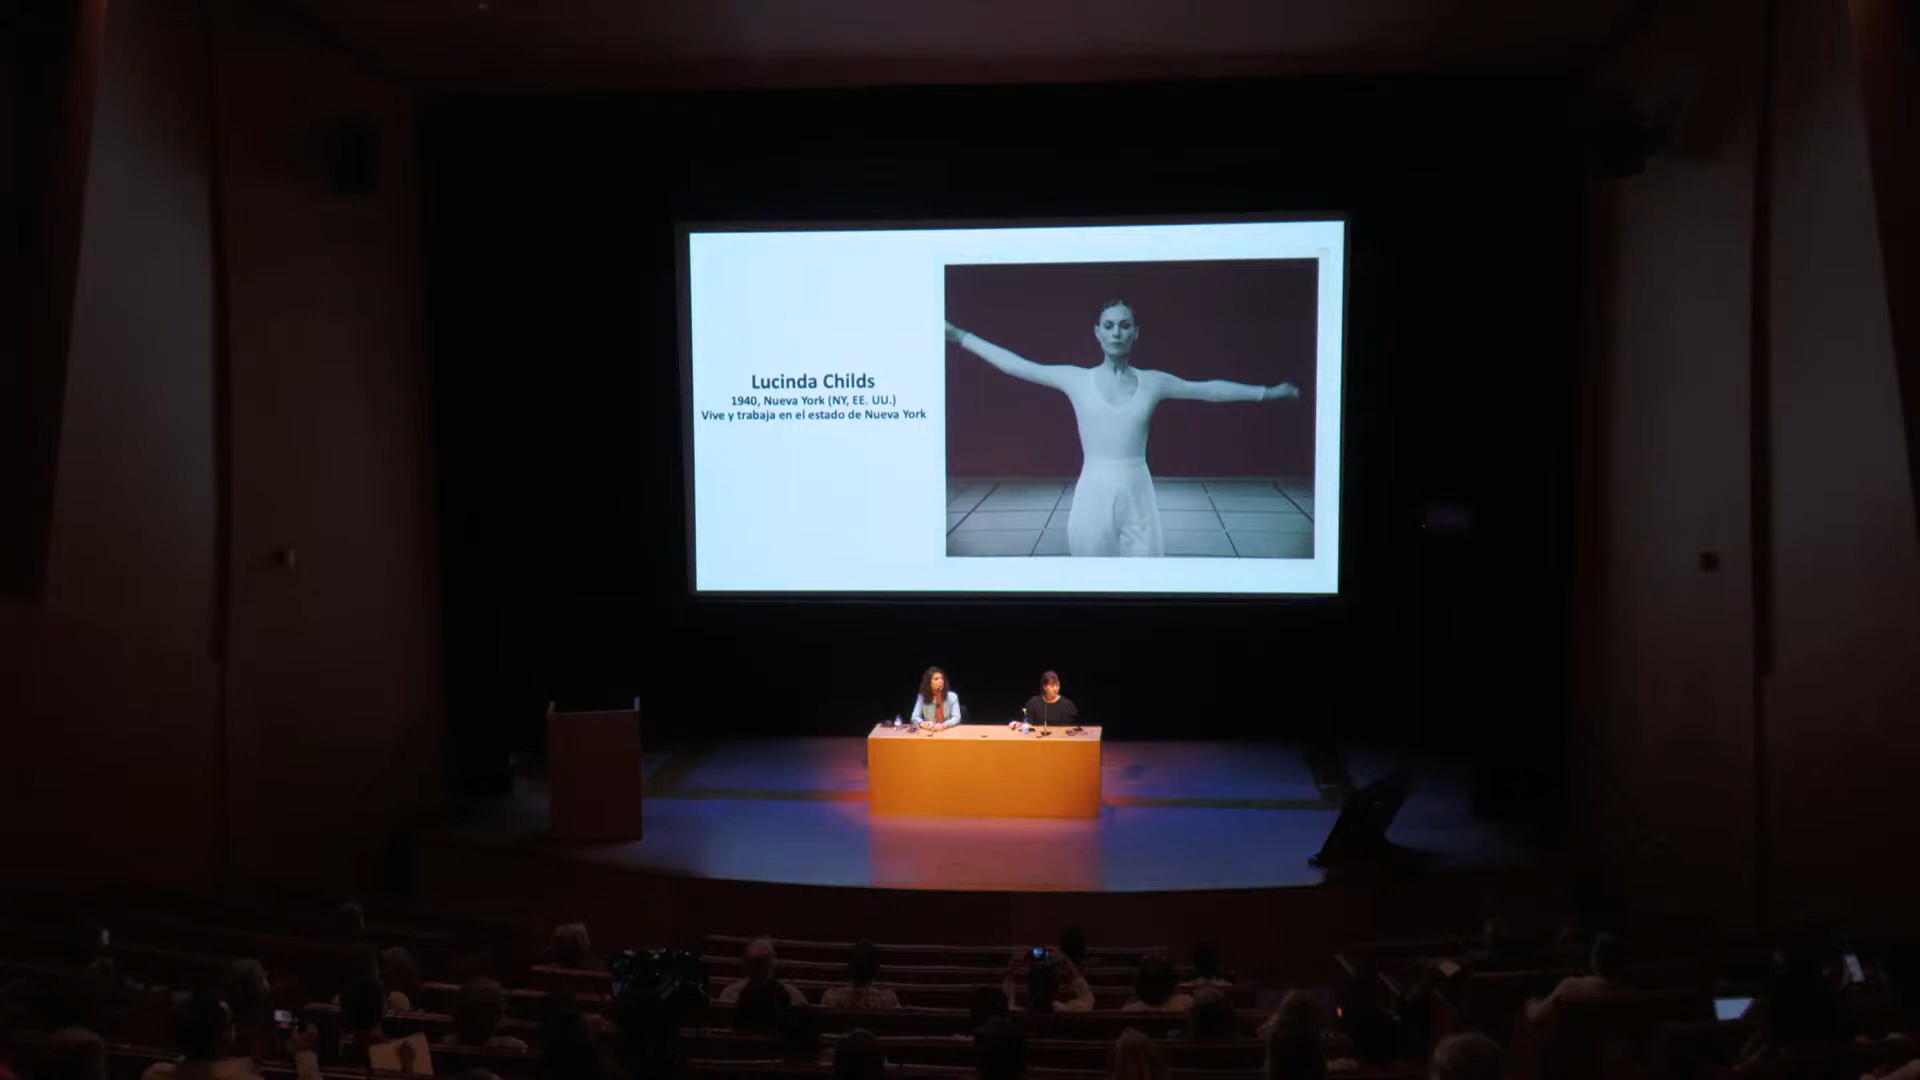 Lucinda Childs
1940, Nueva York (NY, EE. UU.)
Vive y trabaja en el estado de Nueva York